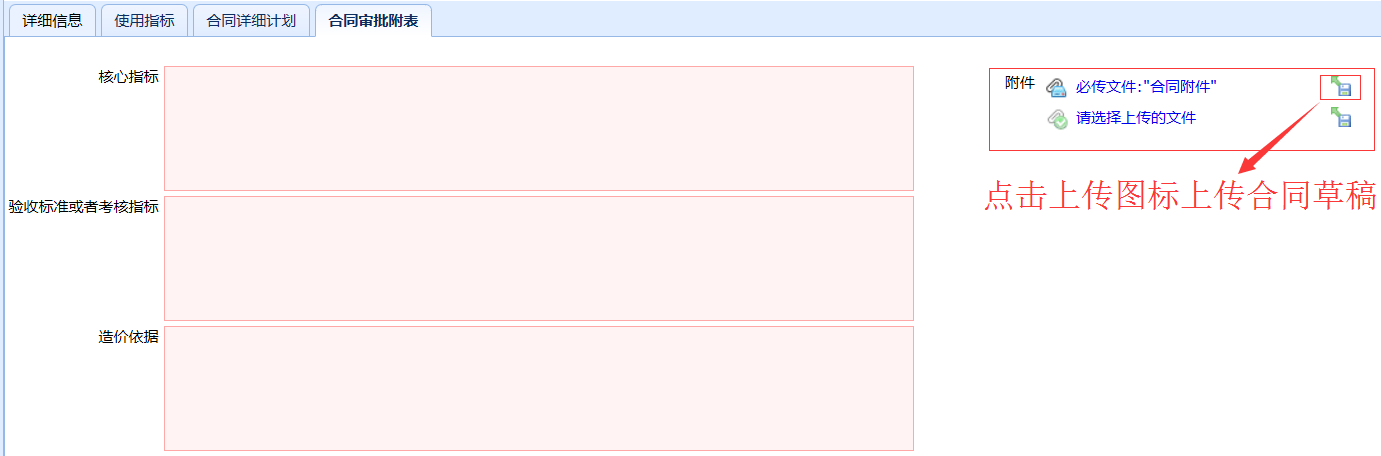 详细信息 使用指标 合同详细计划 合同审批附表
核心指标
验收标准或者考核指标
造价依据
附件 必传文件:"合同附件"
请选择上传的文件
点击上传图标上传合同草稿